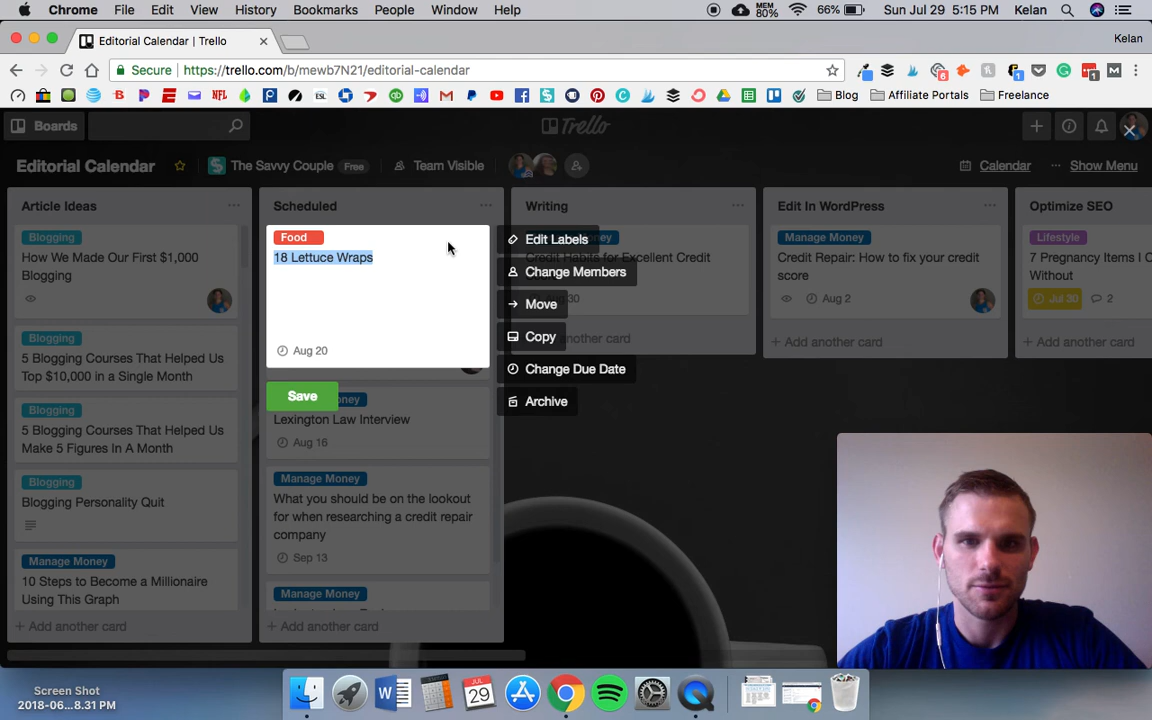 Chrome File Edit View History Bookmarks People Window Help
MEM 80% 66% Sun Jul 29 5:15 PM Kelan
Editorial Calendar | Trello
Kelan
Secure https://trello.com/b/mewb7N21/editorial-calendar
NFL ESL Blog Affiliate Portals Freelance
Boards
Trello
Editorial Calendar The Savvy Couple Free Team Visible Calendar ... Show Menu
Article Ideas
Blogging
How We Made Our First $1,000
Blogging
Blogging
5 Blogging Courses That Helped Us
Top $10,000 in a Single Month
Blogging
5 Blogging Courses That Helped Us
Make 5 Figures In A Month
Blogging
Blogging Personality Quit
Manage Money
10 Steps to Become a Millionaire
Using This Graph
+ Add another card
Scheduled
Food
18 Lettuce Wraps
Aug 20
Save
Lexington Law Interview
Aug 16
Manage Money
What you should be on the lookout
for when researching a credit repair
company
Sep 13
Manage Money
+ Add another card
Edit Labels
Change Members
Move
Copy
Change Due Date
Archive
Writing
Credit Habits for Excellent Credit
Edit In WordPress
Manage Money
Credit Repair: How to fix your credit
score
Aug 2
+ Add another card
Optimize SEO
Lifestyle
7 Pregnancy Items I C
Without
Jul 30 2
+ Add another card
JUL
29
Screen Shot
2018-06...8.31 PM